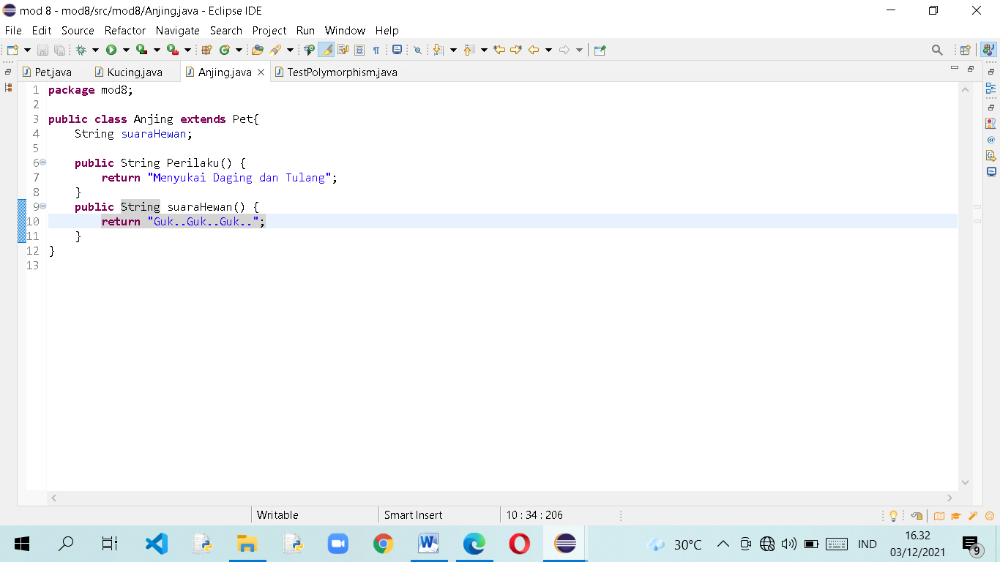 mod 8 - mod8/src/mod8/Anjing.java - Eclipse IDE
File Edit Source Refactor Navigate Search Project Run Window Help
Pet.java Kucing.java Anjing.java TestPolymorphism.java
1 package mod8;
2
3 public class Anjing extends Pet{
4 String suaraHewan;
5
6 public String Perilaku() {
7 return "Menyukai Daging dan Tulang";
8 }
9 public String suaraHewan() {
10 return "Guk..Guk..Guk..";
11 }
12 }
13
Writable Smart Insert 10 : 34 : 206
30°C IND 16.32
03/12/2021 9